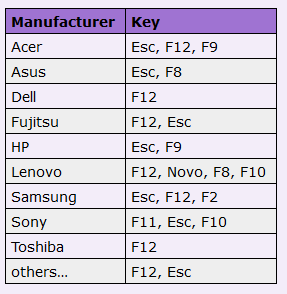 Manufacturer Key
Acer Esc, F12, F9
Asus Esc, F8
Dell F12
Fujitsu F12, Esc
HP Esc, F9
Lenovo F12, Novo, F8, F10
Samsung Esc, F12, F2
Sony F11, Esc, F10
Toshiba F12
others… F12, Esc